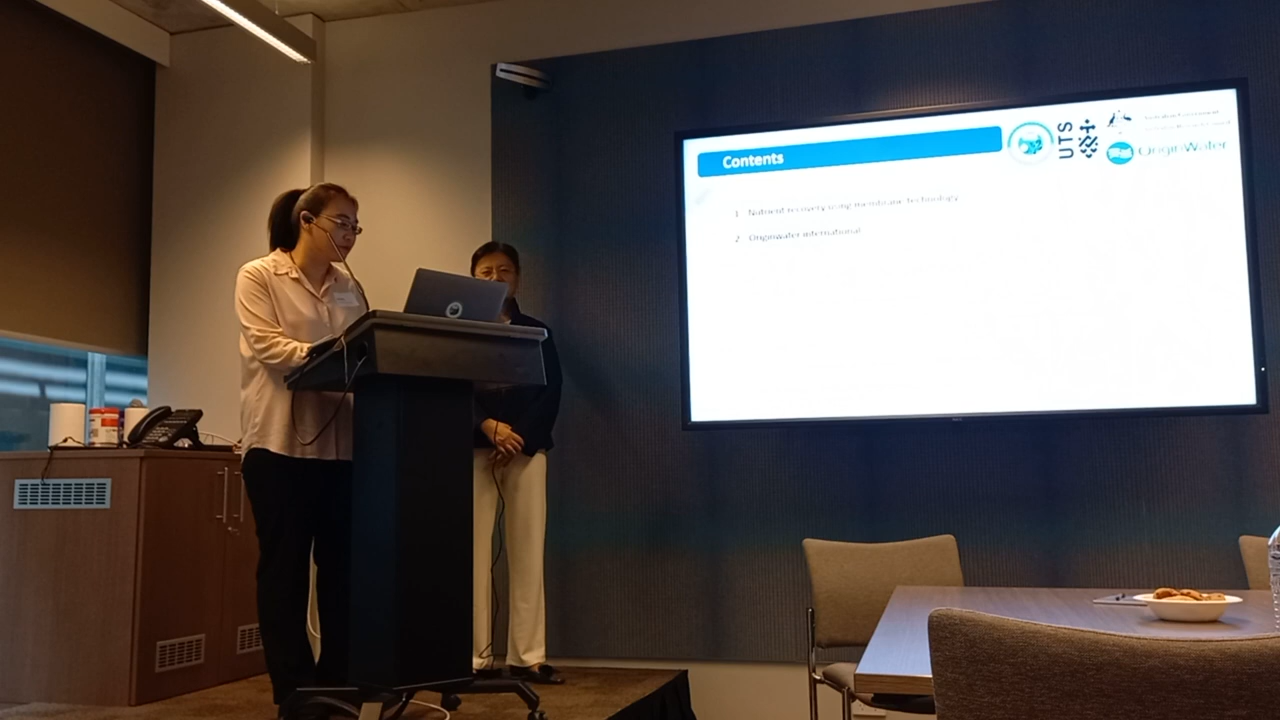 Contents
UTS
OriginWater
1. Nutrient recovery using membrane technology
2. Originwater international